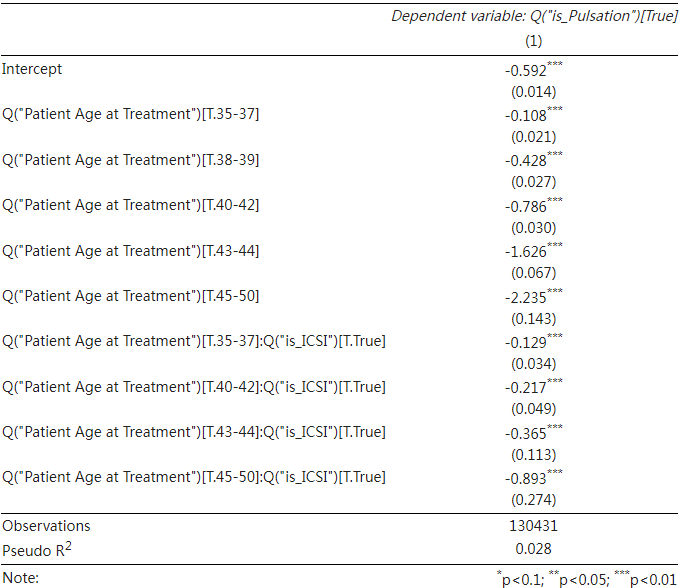 Dependent variable: Q("is_Pulsation")[True]
(1)
Intercept -0.592***
(0.014)
Q("Patient Age at Treatment")[T.35-37] -0.108***
(0.021)
Q("Patient Age at Treatment")[T.38-39] -0.428***
(0.027)
Q("Patient Age at Treatment")[T.40-42] -0.786***
(0.030)
Q("Patient Age at Treatment")[T.43-44] -1.626***
(0.067)
Q("Patient Age at Treatment")[T.45-50] -2.235***
(0.143)
Q("Patient Age at Treatment")[T.35-37]:Q("is_ICSI")[T.True] -0.129***
(0.034)
Q("Patient Age at Treatment")[T.40-42]:Q("is_ICSI")[T.True] -0.217***
(0.049)
Q("Patient Age at Treatment")[T.43-44]:Q("is_ICSI")[T.True] -0.365***
(0.113)
Q("Patient Age at Treatment")[T.45-50]:Q("is_ICSI")[T.True] -0.893***
(0.274)
Observations 130431
Pseudo R2 0.028
Note: *p<0.1; **p<0.05; ***p<0.01